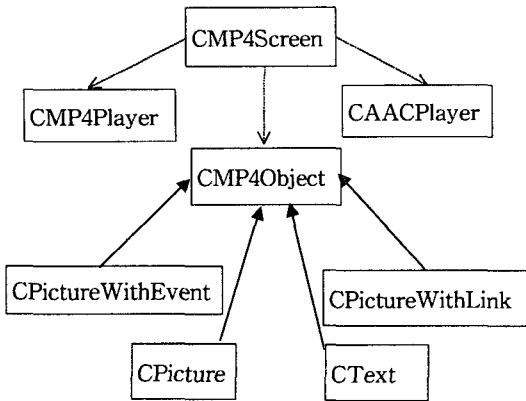 CMP4Screen
CMP4Player
CAACPlayer
CMP4Object
CPictureWithEvent
CPictureWithLink
CPicture
CText